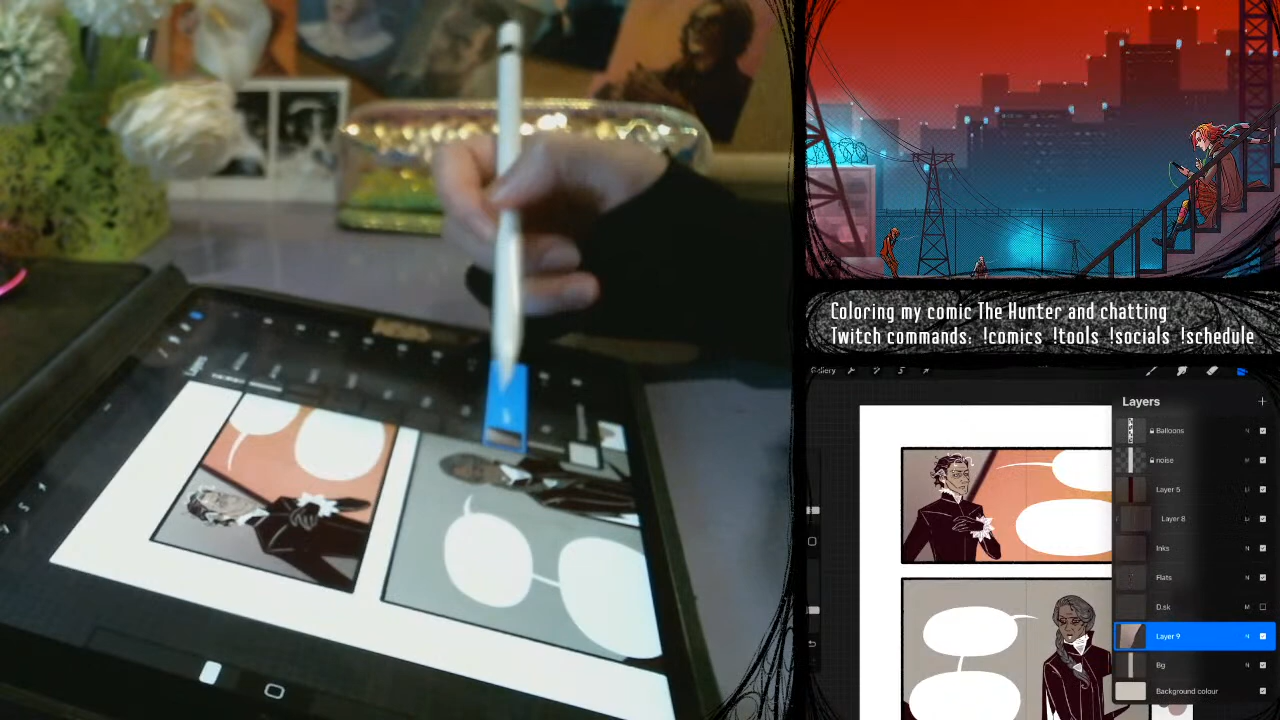 Coloring my comic The Hunter and chatting
Twitch commands: !comics !tools !socials !schedule
Gallery
Layers
Balloons N
noise
Layer 5
Layer 8
Inks N
Flats N
D.sk M
Layer 9 N
Bg N
Background colour